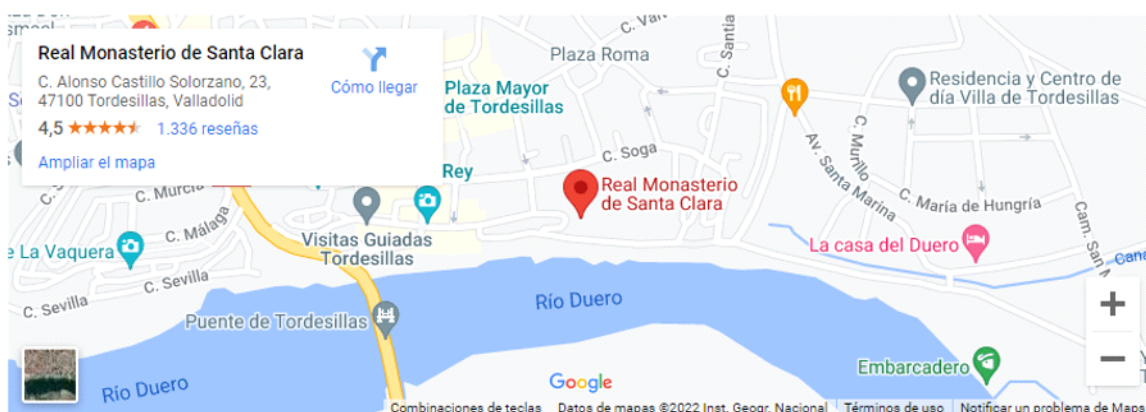 Real Monasterio de Santa Clara
C. Alonso Castillo Solorzano, 23,
47100 Tordesillas, Valladolid
4,5
1.336 reseñas
Ampliar el mapa
Cómo llegar
Plaza Roma
Plaza Mayor
de Tordesillas
C. Soga
Rey
Real Monasterio
de Santa Clara
Residencia y Centro de
día Villa de Tordesillas
C. Murillo
Av. Santa Marina
C. María de Hungría
La casa del Duero
C. Murcia
C. Málaga
e La Vaquera
Visitas Guiadas
Tordesillas
C. Sevilla
C. Sevilla
Puente de Tordesillas
Río Duero
Río Duero
Embarcadero
Google
Combinaciones de teclas
Datos de mapas ©2022 Inst. Geogr. Nacional
Términos de uso
Notificar un problema de Maps